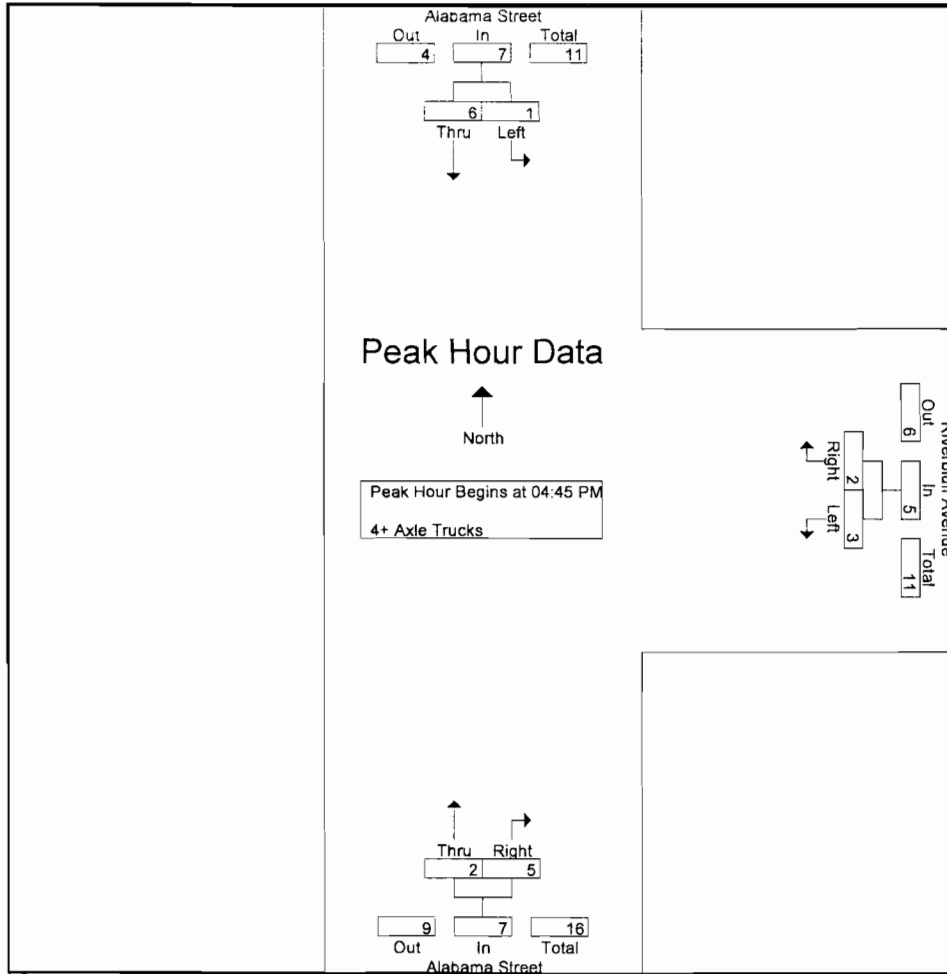 Alabama Street
Out In Total
4 7 11
6 1
Thru Left
Peak Hour Data
North
Peak Hour Begins at 04:45 PM
4+ Axle Trucks
Avenue
Out In Total
6 5 11
Right Left
2 3
Thru Right
2 5
9 7 16
Out In Total
Alabama Street